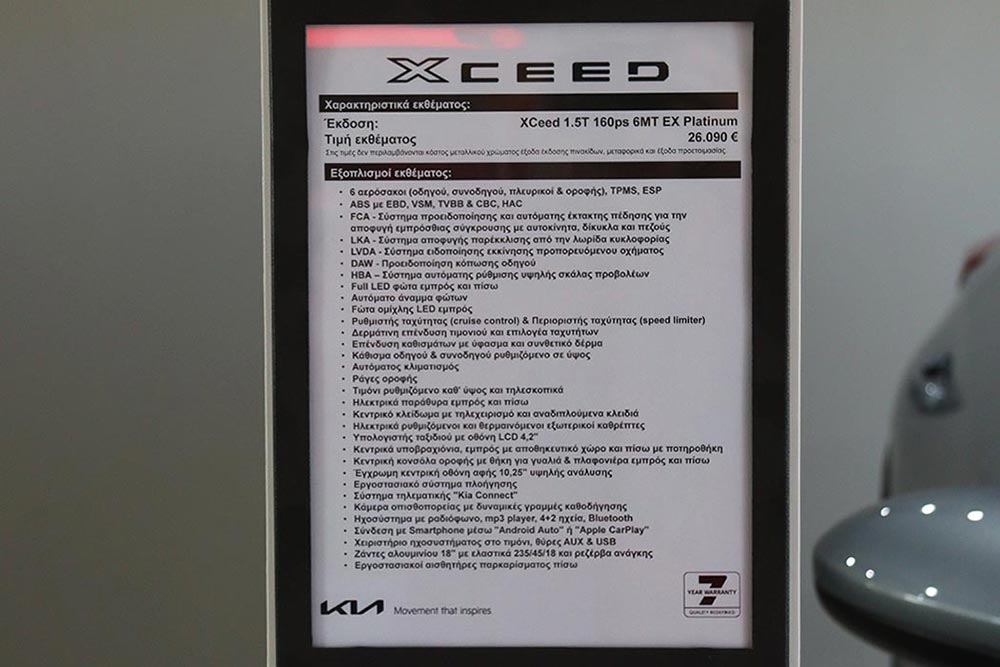 XCEED
Χαρακτηριστικά εκθέματος:
Έκδοση: XCeed 1.5T 160ps 6MT EX Platinum
Τιμή εκθέματος 26.090 €
Στις τιμές δεν περιλαμβάνονται κόστος μεταλλικού χρώματος έξοδα έκδοσης πινακίδων, μεταφορικά και έξοδα προετοιμασίας
Εξοπλισμοί εκθέματος:
• 6 αερόσακοι (οδηγού, συνοδηγού, πλευρικοί & οροφής), TPMS, ESP
• ABS με EBD, VSM, TVBB & CBC, HAC
• FCA - Σύστημα προειδοποίησης και αυτόματης έκτακτης πέδησης για την
αποφυγή εμπρόσθιας σύγκρουσης με αυτοκίνητα, δίκυκλα και πεζούς
• LKA - Σύστημα αποφυγής παρέκκλισης από την λωρίδα κυκλοφορίας
• LVDA - Σύστημα ειδοποίησης εκκίνησης προπορευόμενου οχήματος
• DAW - Προειδοποίηση κόπωσης οδηγού
• HBA – Σύστημα αυτόματης ρύθμισης υψηλής σκάλας προβολέων
• Full LED φώτα εμπρός και πίσω
• Αυτόματο άναμμα φώτων
• Fώτα ομίχλης LED εμπρός
• Ρυθμιστής ταχύτητας (cruise control) & Περιοριστής ταχύτητας (speed limiter)
• Δερμάτινη επένδυση τιμονιού και επιλογέα ταχυτήτων
• Επένδυση καθισμάτων με ύφασμα και συνθετικό δέρμα
• Κάθισμα οδηγού & συνοδηγού ρυθμιζόμενο σε ύψος
• Αυτόματος κλιματισμός
• Ράγες οροφής
• Τιμόνι ρυθμιζόμενο καθ' ύψος και τηλεσκοπικά
• Ηλεκτρικά παράθυρα εμπρός και πίσω
• Κεντρικό κλείδωμα με τηλεχειρισμό και αναδιπλούμενα κλειδιά
• Ηλεκτρικά ρυθμιζόμενοι και θερμαινόμενοι εξωτερικοί καθρέπτες
• Υπολογιστής ταξιδιού με οθόνη LCD 4,2"
• Κεντρικά υποβραχιόνια, εμπρός με αποθηκευτικό χώρο και πίσω με ποτηροθήκη
• Κεντρική κονσόλα οροφής με θήκη για γυαλιά & πλαφονιέρα εμπρός και πίσω
• Έγχρωμη κεντρική οθόνη αφής 10,25" υψηλής ανάλυσης
• Εργοστασιακό σύστημα πλοήγησης
• Σύστημα τηλεματικής "Kia Connect"
• Κάμερα οπισθοπορείας με δυναμικές γραμμές καθοδήγησης
• Ηχοσύστημα με ραδιόφωνο, mp3 player, 4+2 ηχεία, Bluetooth
• Σύνδεση με Smartphone μέσω "Android Auto" ή "Apple CarPlay"
• Χειριστήριο ηχοσυστήματος στο τιμόνι, θύρες AUX & USB
• Ζάντες αλουμινίου 18" με ελαστικά 235/45/18 και ρεζέρβα ανάγκης
• Εργοστασιακοί αισθητήρες παρκαρίσματος πίσω
KIA Movement that inspires
7
YEAR WARRANTY
QUALITY REDEFINED